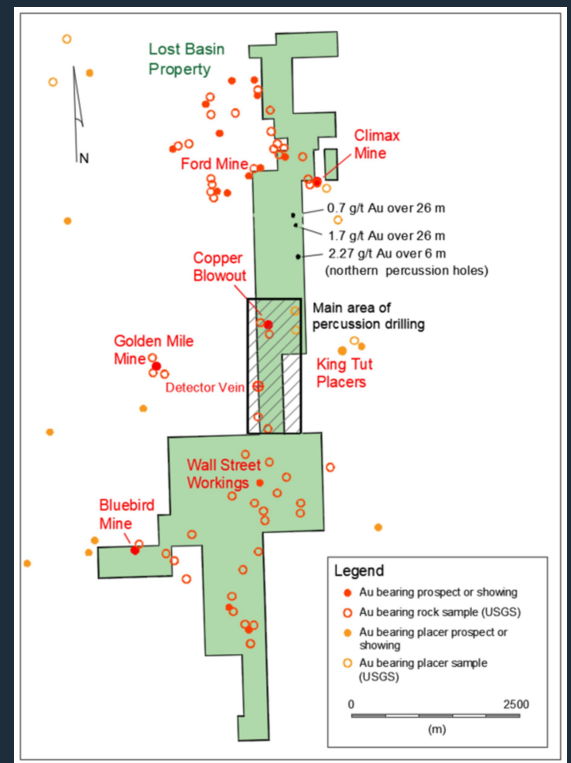 Lost Basin
Property
N
Climax
Mine
Ford Mine
0.7 g/t Au over 26 m
1.7 g/t Au over 26 m
2.27 g/t Au over 6 m
(northern percussion holes)
Copper
Blowout
Main area of
percussion drilling
Golden Mile
Mine
King Tut
Placers
Detector Vein
Wall Street
Workings
Bluebird
Mine
Legend
Au bearing prospect or showing
Au bearing rock sample (USGS)
Au bearing placer prospect or
showing
Au bearing placer sample
(USGS)
0 2500
(m)